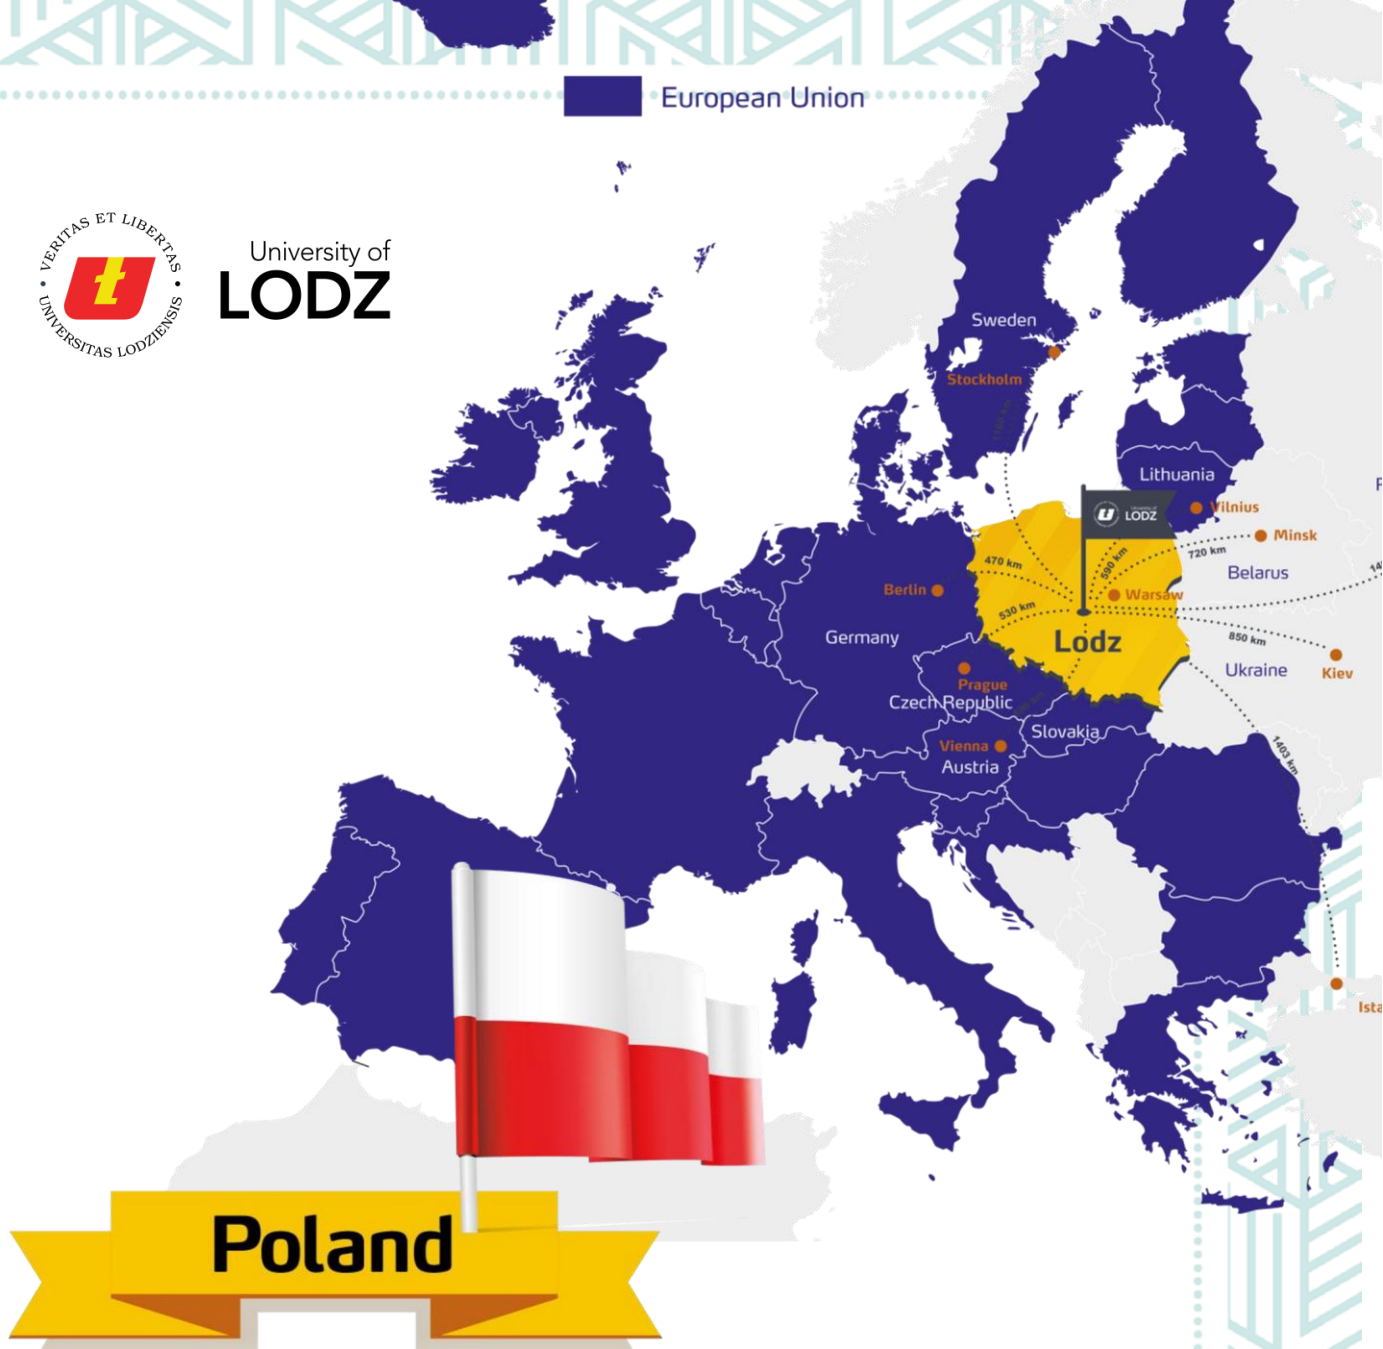 European Union
VERITAS ET LIBERTAS
UNIVERSITAS LODZIENSIS
University of
LODZ
Sweden
Stockholm
Lithuania
Vilnius
LODZ
Minsk
720 km
590 km
Belarus
470 km
Berlin
Warsaw
530 km
Germany
Lodz
850 km
Ukraine
Kiev
Prague
Czech Republic
Slovakia
Vienna
Austria
1403 km
Poland